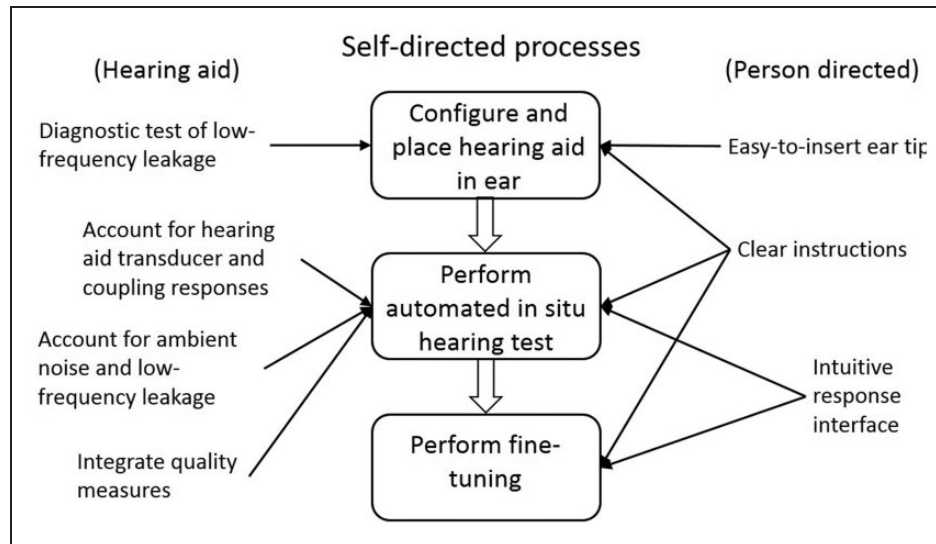 Self-directed processes
(Hearing aid)
(Person directed)
Configure and
place hearing aid
in ear
Diagnostic test of low-
frequency leakage
Easy-to-insert ear tip
Account for hearing
aid transducer and
coupling responses
Clear instructions
Perform
automated in situ
hearing test
Account for ambient
noise and low-
frequency leakage
Intuitive
response
interface
Integrate quality
measures
Perform fine-
tuning